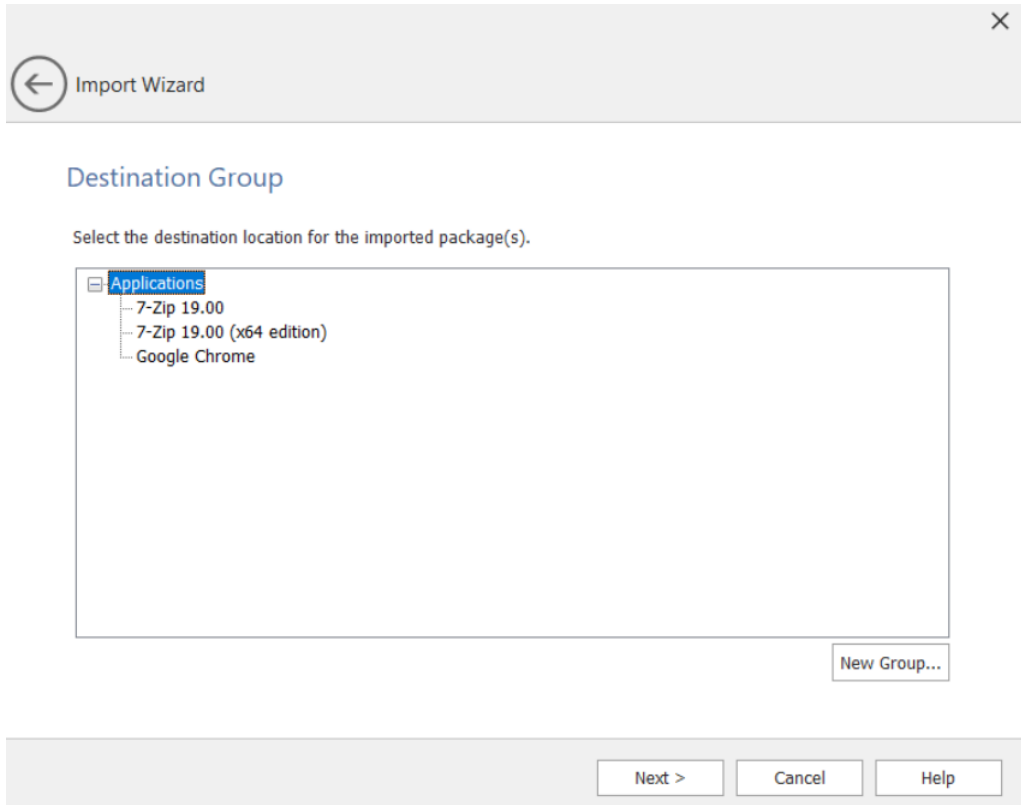 Import Wizard
Destination Group
Select the destination location for the imported package(s).
Applications
7-Zip 19.00
7-Zip 19.00 (x64 edition)
Google Chrome
New Group...
Next > Cancel Help